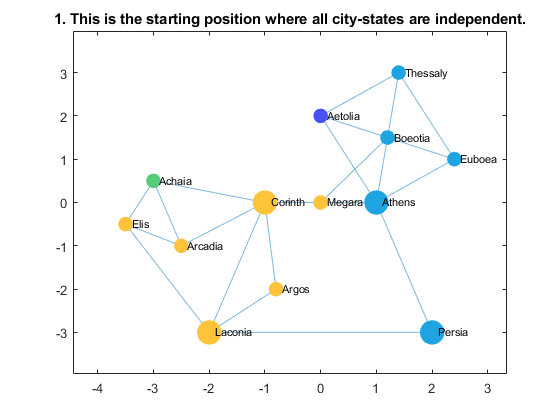 1. This is the starting position where all city-states are independent.
3
Thessaly
2
Aetolia
Boeotia
1
Euboea
Achaia
0
Corinth
Megara
Athens
Elis
-1
Arcadia
-2
Argos
-3
Laconia
Persia
-4 -3 -2 -1 0 1 2 3